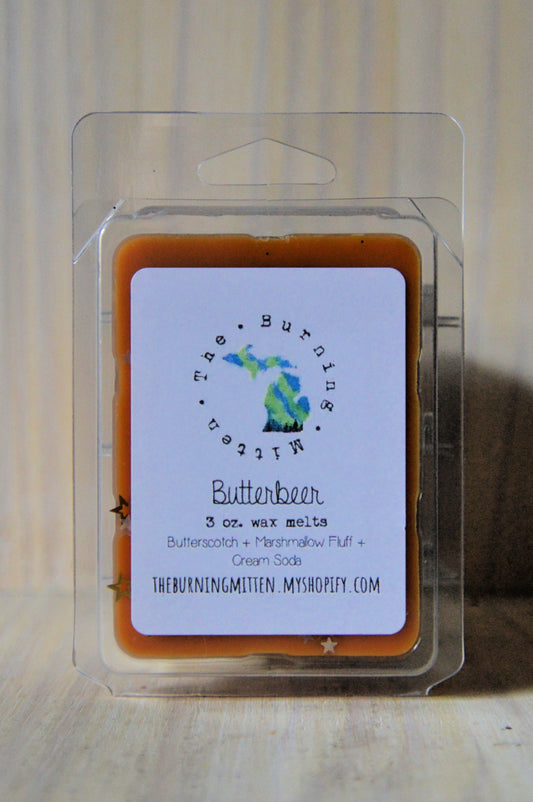 The • Burning • Mitten •
Butterbeer
3 oz. wax melts
Butterscotch + Marshmallow Fluff +
Cream Soda
THEBURNINGMITTEN.MYSHOPIFY.COM